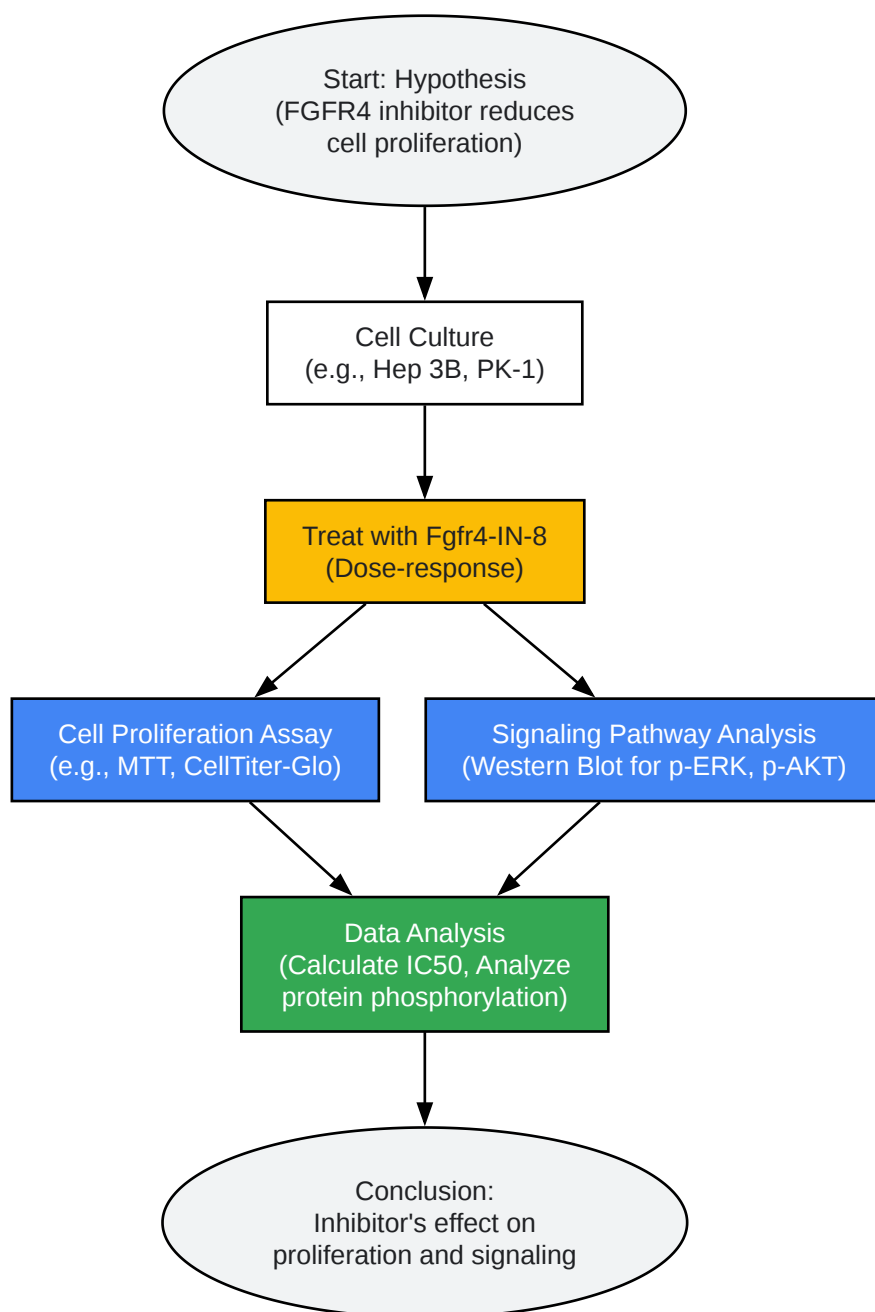 Start: Hypothesis
(FGFR4 inhibitor reduces
cell proliferation)
Cell Culture
(e.g., Hep 3B, PK-1)
Treat with Fgfr4-IN-8
(Dose-response)
Cell Proliferation Assay
(e.g., MTT, CellTiter-Glo)
Signaling Pathway Analysis
(Western Blot for p-ERK, p-AKT)
Data Analysis
(Calculate IC50, Analyze
protein phosphorylation)
Conclusion:
Inhibitor's effect on
proliferation and signaling